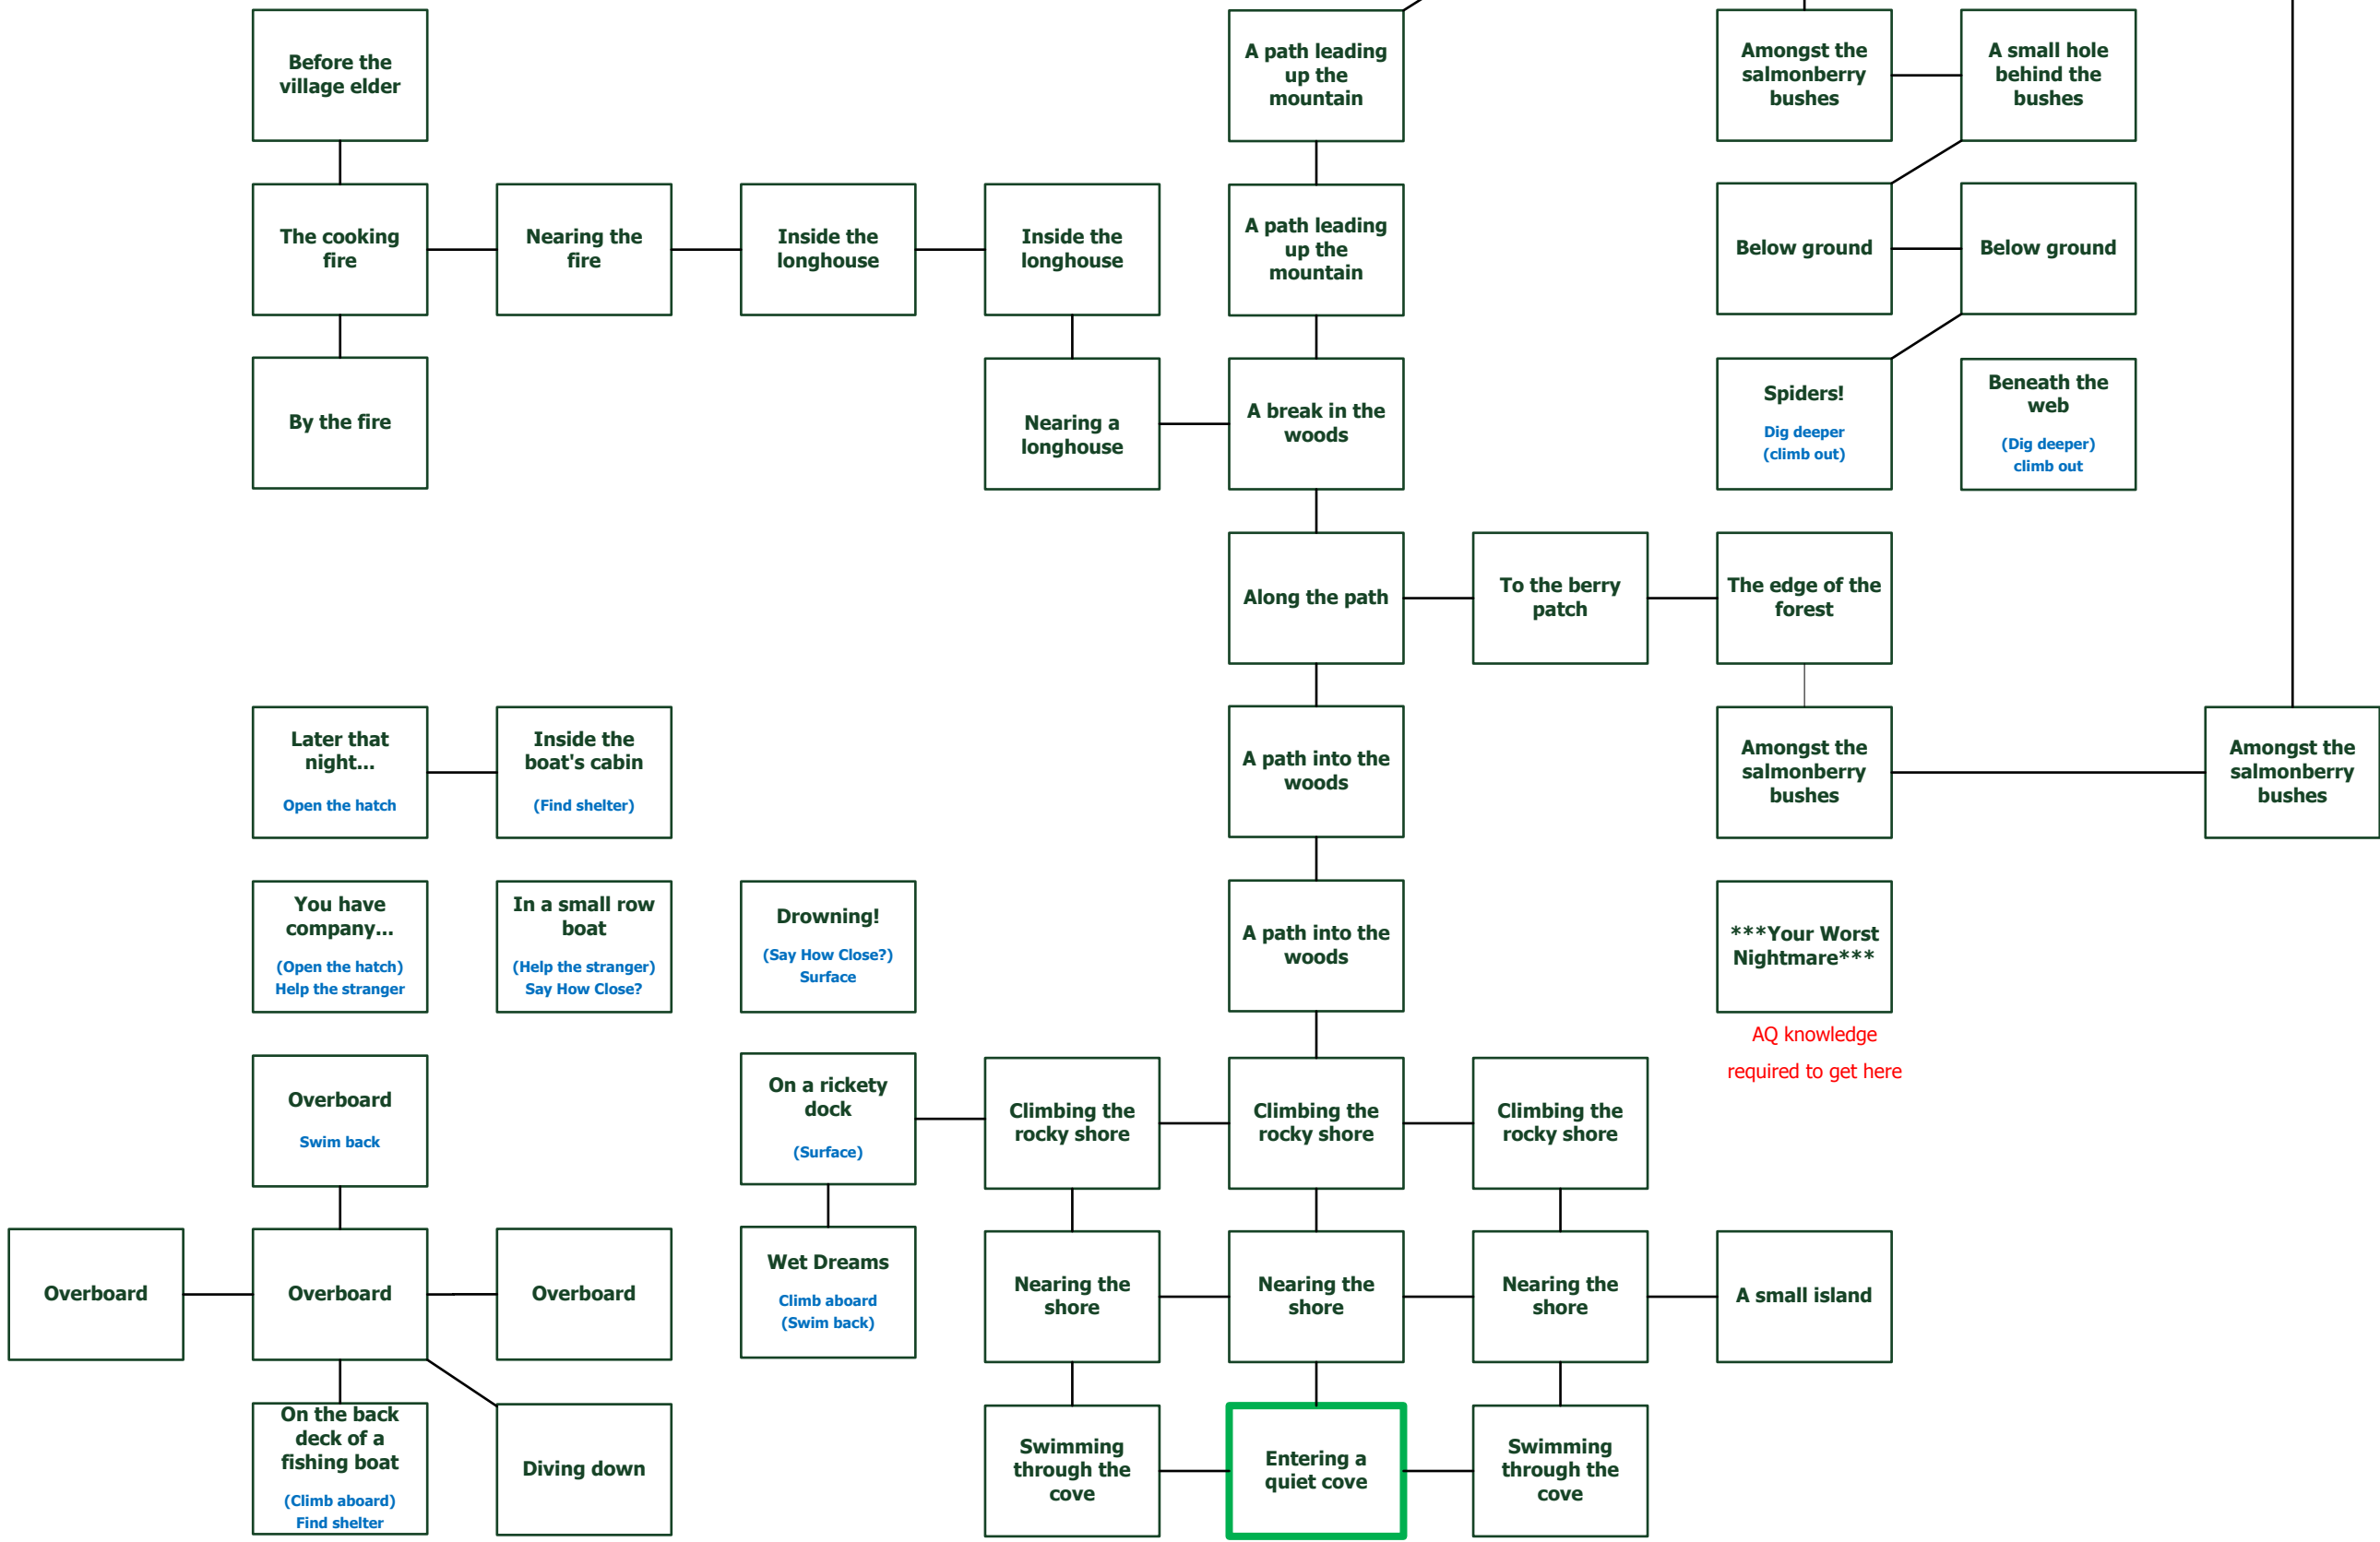 Before the
village elder
A path leading
up the
mountain
Amongst the
salmonberry
bushes
A small hole
behind the
bushes
The cooking
fire
Nearing the
fire
Inside the
longhouse
Inside the
longhouse
A path leading
up the
mountain
Below ground
Below ground
By the fire
Nearing a
longhouse
A break in the
woods
Spiders!
Dig deeper
(climb out)
Beneath the
web
(Dig deeper)
climb out
Along the path
To the berry
patch
The edge of the
forest
Later that
night...
Open the hatch
Inside the
boat's cabin
(Find shelter)
A path into the
woods
Amongst the
salmonberry
bushes
Amongst the
salmonberry
bushes
You have
company...
(Open the hatch)
Help the stranger
In a small row
boat
(Help the stranger)
Say How Close?
Drowning!
(Say How Close?)
Surface
A path into the
woods
***Your Worst
Nightmare***
AQ knowledge
required to get here
Overboard
Swim back
On a rickety
dock
(Surface)
Climbing the
rocky shore
Climbing the
rocky shore
Climbing the
rocky shore
Overboard
Overboard
Overboard
Wet Dreams
Climb aboard
(Swim back)
Nearing the
shore
Nearing the
shore
Nearing the
shore
A small island
On the back
deck of a
fishing boat
(Climb aboard)
Find shelter
Diving down
Swimming
through the
cove
Entering a
quiet cove
Swimming
through the
cove